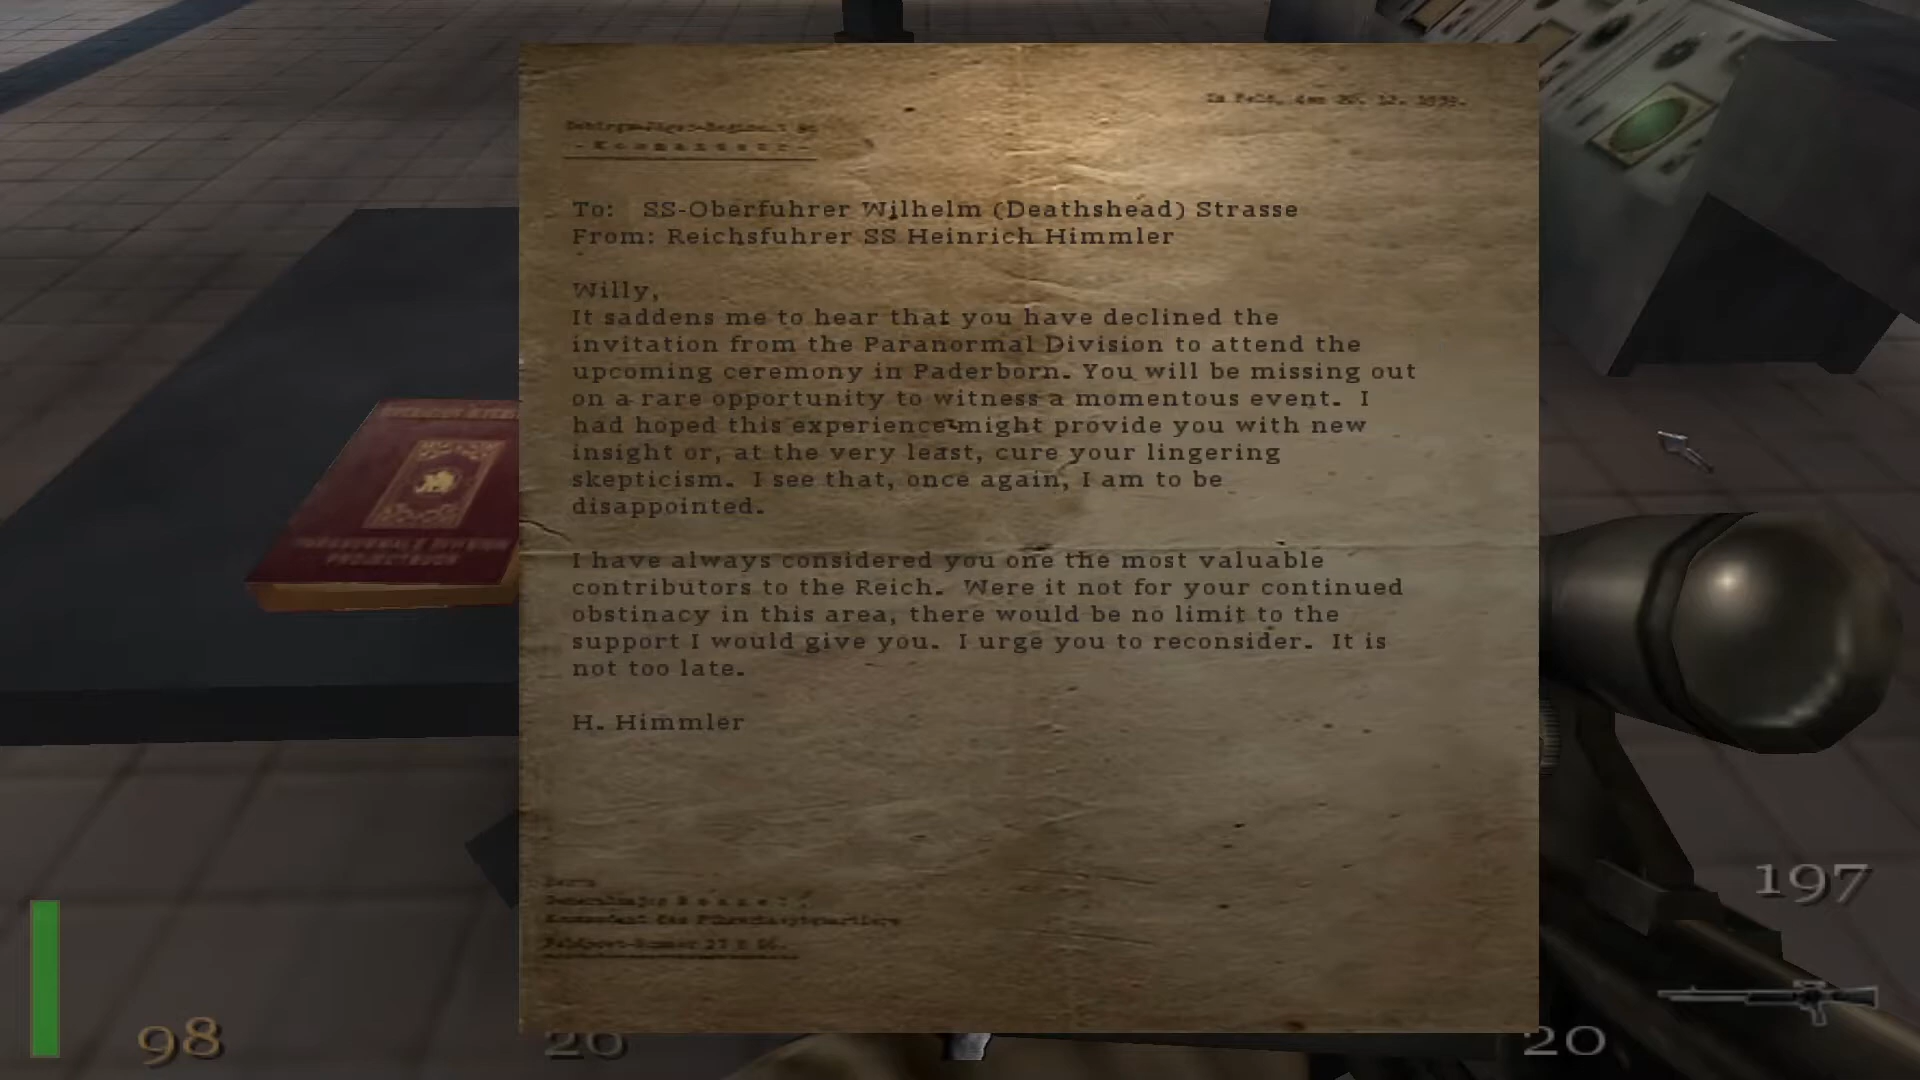 To: SS-Oberfuhrer Wilhelm (Deathshead) Strasse
From: Reichsfuhrer SS Heinrich Himmler
Willy,
It saddens me to hear that you have declined the
invitation from the Paranormal Division to attend the
upcoming ceremony in Paderborn. You will be missing out
on a rare opportunity to witness a momentous event. I
had hoped this experience might provide you with new
insight or, at the very least, cure your lingering
skepticism. I see that, once again, I am to be
disappointed.
I have always considered you one the most valuable
contributors to the Reich. Were it not for your continued
obstinacy in this area, there would be no limit to the
support I would give you. I urge you to reconsider. It is
not too late.
H. Himmler
197
98
20